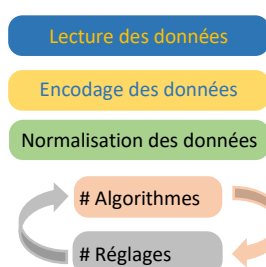 Lecture des données
Encodage des données
Normalisation des données
# Algorithmes
# Réglages